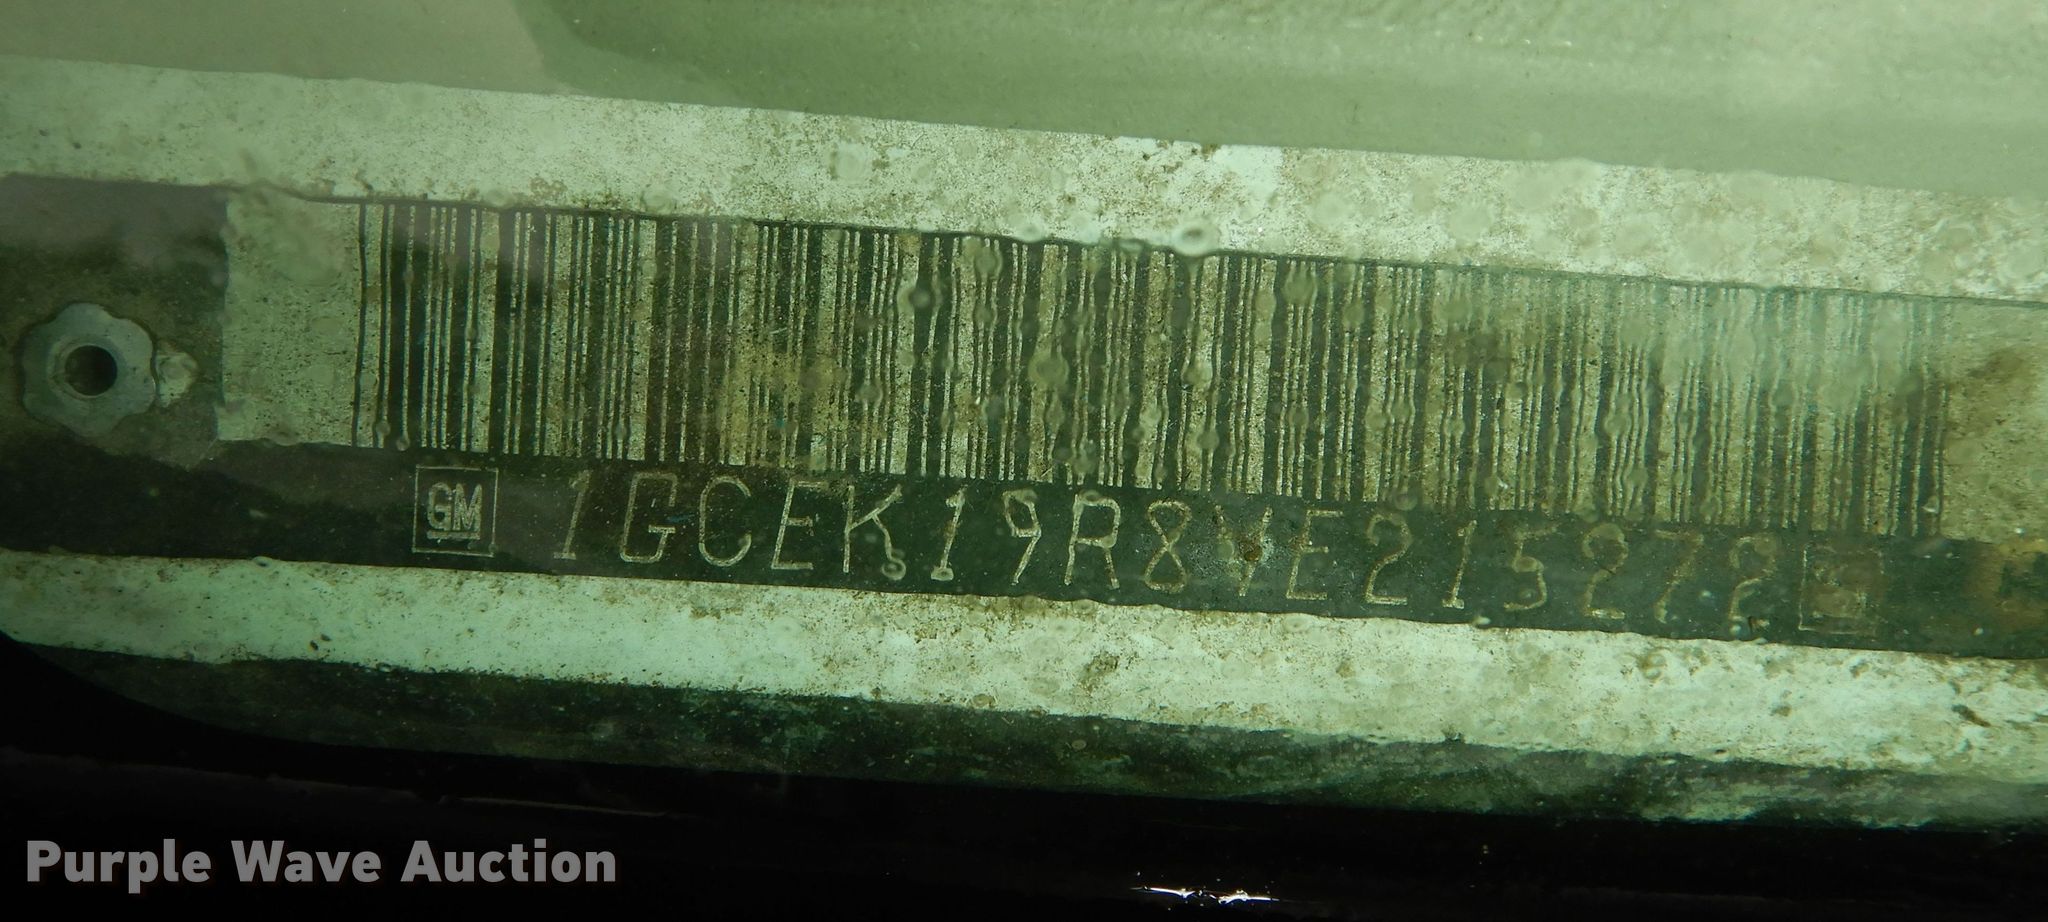 GM 1GCEK19R8VE215272
Purple Wave Auction